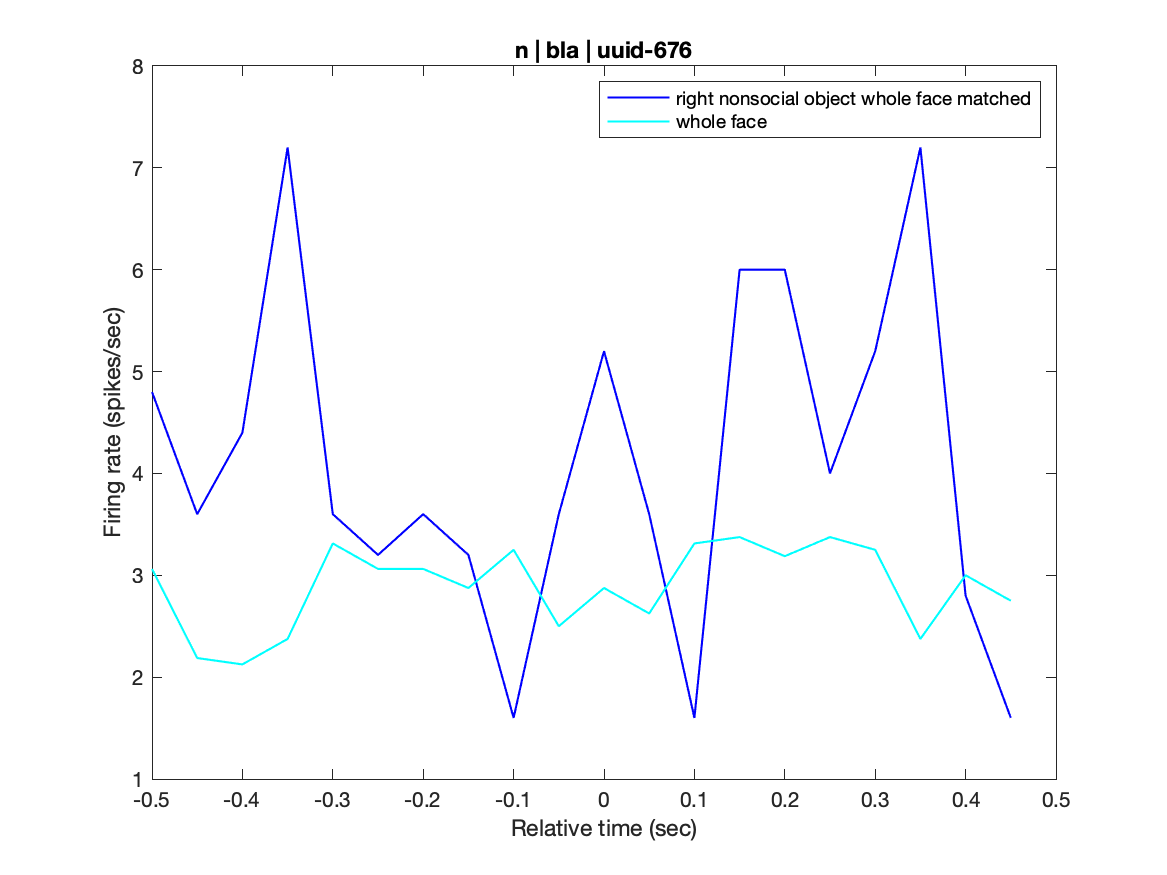 n | bla | uuid-676
right nonsocial object whole face matched
whole face
8
7
6
5
4
3
2
1
Firing rate (spikes/sec)
-0.5 -0.4 -0.3 -0.2 -0.1 0 0.1 0.2 0.3 0.4 0.5
Relative time (sec)